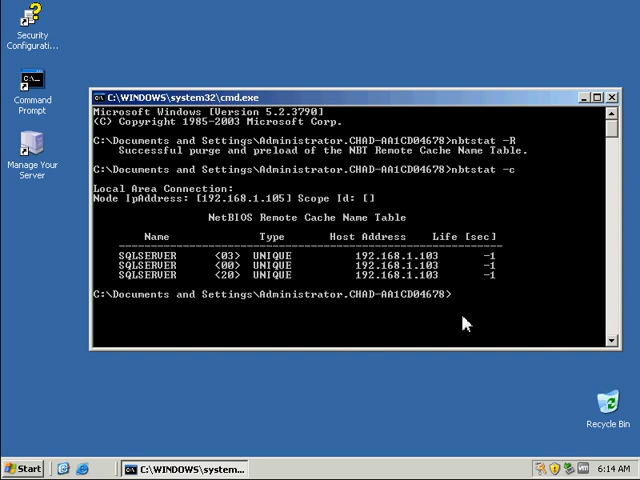 Security
Configurati...
Command
Prompt
Manage Your
Server
C:\WINDOWS\system32\cmd.exe
Microsoft Windows [Version 5.2.3790]
(C) Copyright 1985-2003 Microsoft Corp.
C:\Documents and Settings\Administrator.CHAD-AA1CD04678>nbtstat -R
Successful purge and preload of the NBT Remote Cache Name Table.
C:\Documents and Settings\Administrator.CHAD-AA1CD04678>nbtstat -c
Local Area Connection:
Node IpAddress: [192.168.1.105] Scope Id: []
NetBIOS Remote Cache Name Table
Name Type Host Address Life [sec]
------------------------------------------------------------
SQLSERVER <03> UNIQUE 192.168.1.103 -1
SQLSERVER <00> UNIQUE 192.168.1.103 -1
SQLSERVER <20> UNIQUE 192.168.1.103 -1
C:\Documents and Settings\Administrator.CHAD-AA1CD04678>
Recycle Bin
Start
C:\WINDOWS\system...
6:14 AM